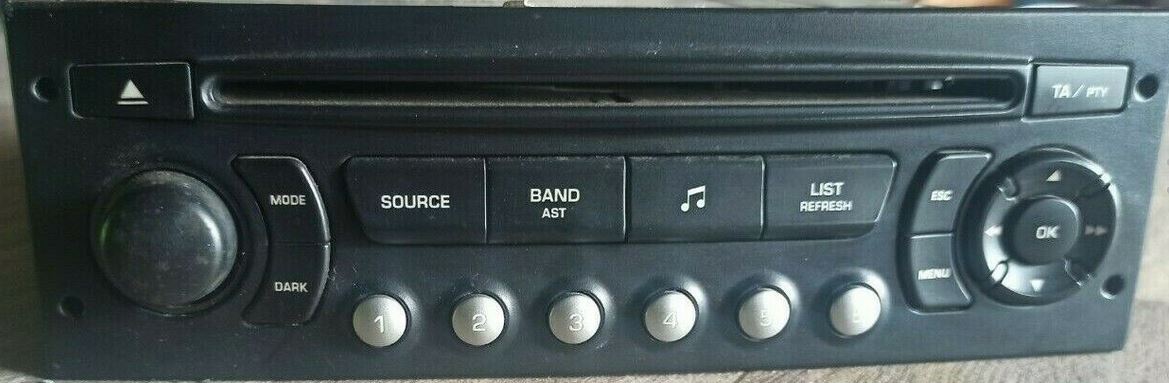 TA / PTY
MODE
SOURCE
BAND
AST
LIST
REFRESH
ESC
OK
DARK
MENU
1
2
3
4
5
6